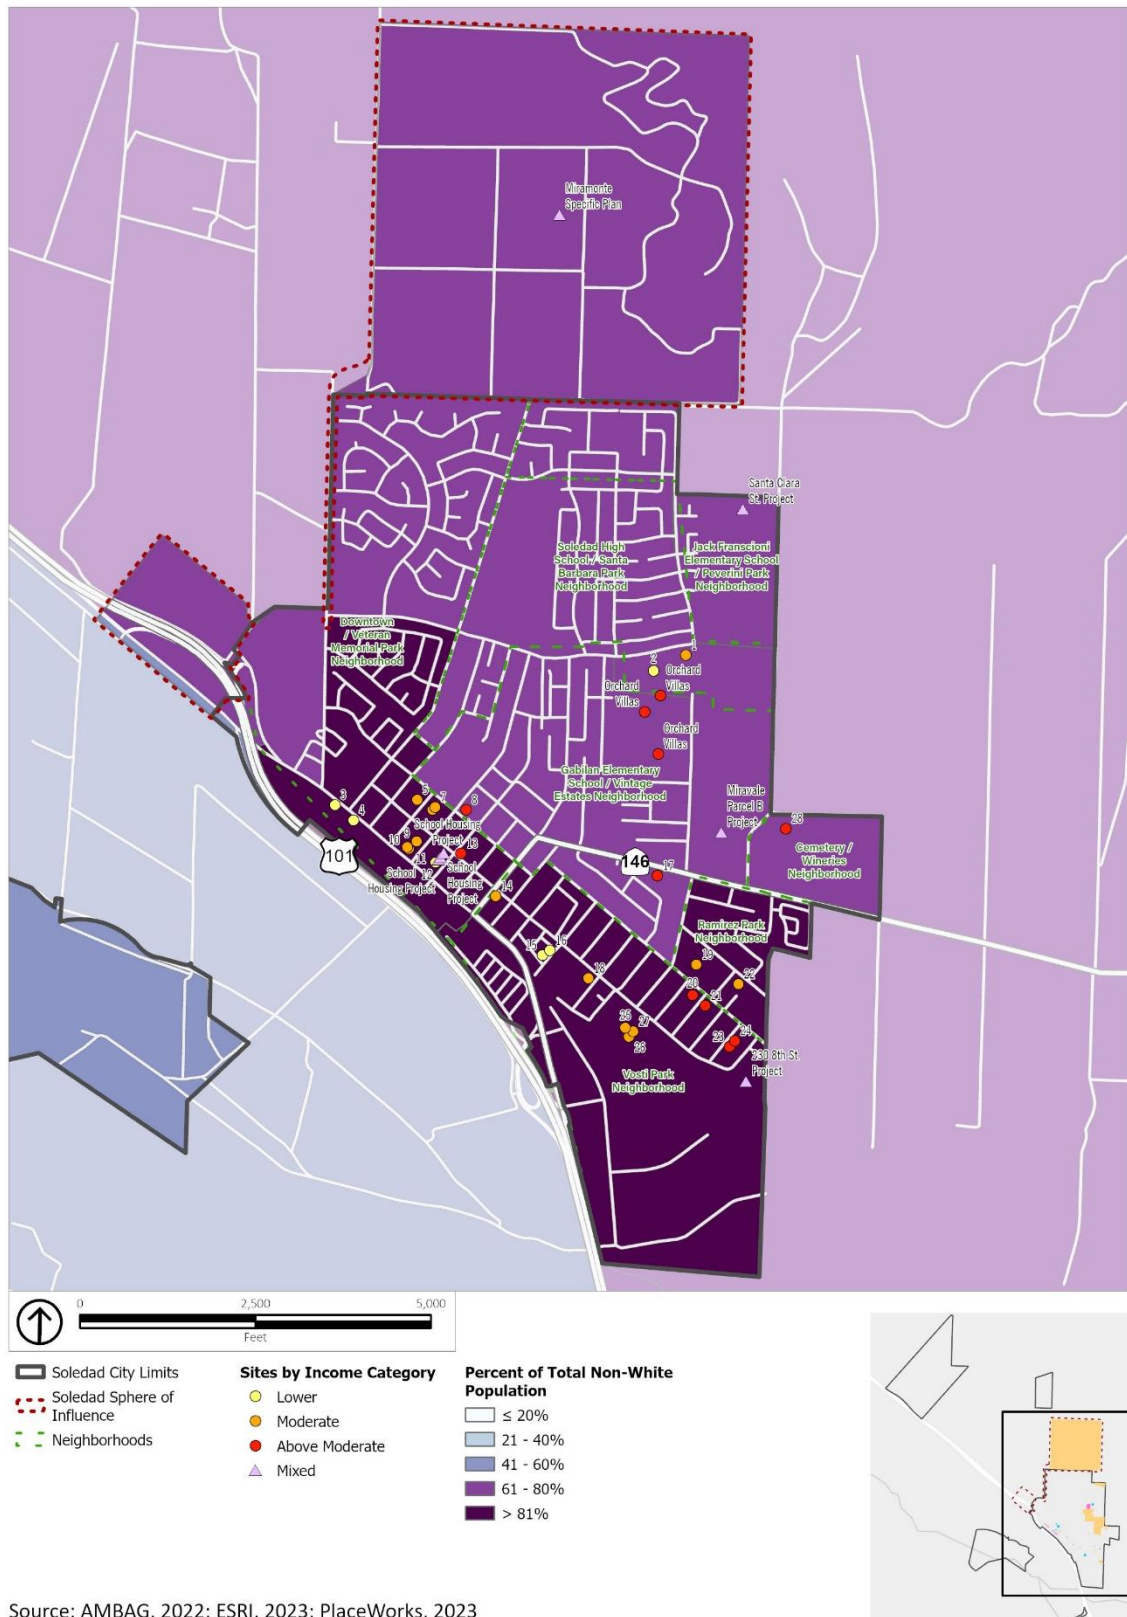 Miramonte
Specific Plan
Santa Clara
St. Project
Soledad High
School / Santa
Barbara Park
Neighborhood
Jack Franscioni
Elementary School
/ Peverini Park
Neighborhood
Downtown
/ Veteran
Memorial Park
Neighborhood
1
2
Orchard
Villas
Orchard
Villas
Orchard
Villas
Gabilan Elementary
School / Vintage
Estates Neighborhood
Miravale
Parcel B
Project
28
Cemetery /
Wineries
Neighborhood
3
4
5
7
8
School Housing
Project
9
10
11
12
13
School
Housing Project
School
Housing
Project
101
146
14
17
15
16
18
Ramirez Park
Neighborhood
19
20
21
22
23
24
25
26
27
330 8th St.
Project
Vosti Park
Neighborhood
0 2,500 5,000
Feet
Soledad City Limits
Soledad Sphere of
Influence
Neighborhoods
Sites by Income Category
Lower
Moderate
Above Moderate
Mixed
Percent of Total Non-White
Population
≤ 20%
21 - 40%
41 - 60%
61 - 80%
> 81%
Source: AMBAG, 2022; ESRI, 2023; PlaceWorks, 2023